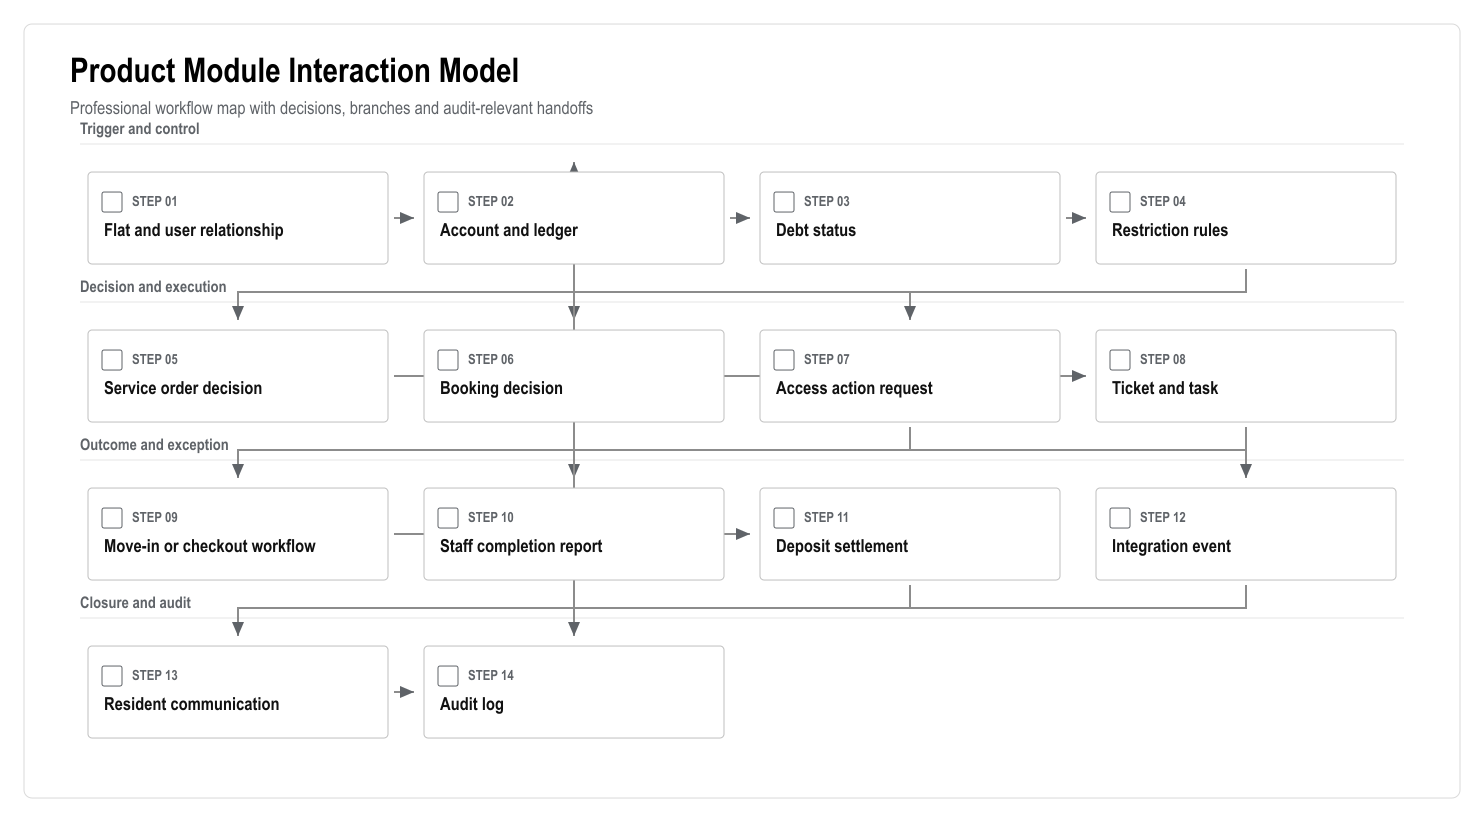 Product Module Interaction Model
Professional workflow map with decisions, branches and audit-relevant handoffs
Trigger and control
STEP 01
Flat and user relationship
STEP 02
Account and ledger
STEP 03
Debt status
STEP 04
Restriction rules
Decision and execution
STEP 05
Service order decision
STEP 06
Booking decision
STEP 07
Access action request
STEP 08
Ticket and task
Outcome and exception
STEP 09
Move-in or checkout workflow
STEP 10
Staff completion report
STEP 11
Deposit settlement
STEP 12
Integration event
Closure and audit
STEP 13
Resident communication
STEP 14
Audit log